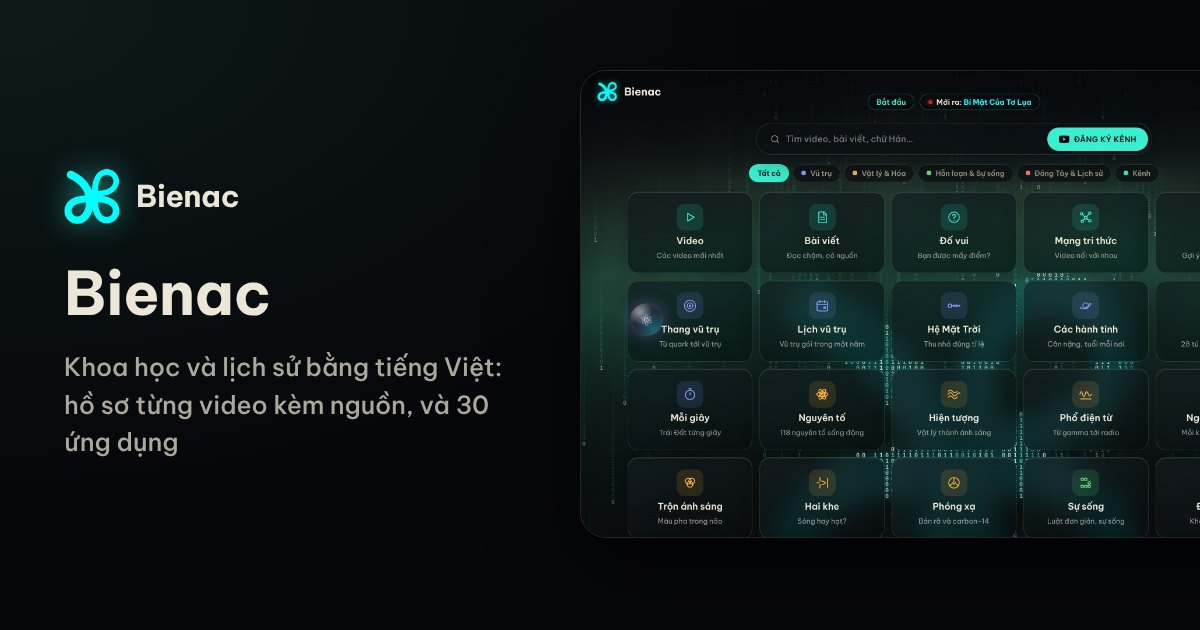 Bienac
Bienac
Khoa học và lịch sử bằng tiếng Việt:
hồ sơ từng video kèm nguồn, và 30
ứng dụng
Bienac
Bắt đầu
Mới ra: Bí Mật Của Tơ Lụa
Tìm video, bài viết, chữ Hán...
ĐĂNG KÝ KÊNH
Tất cả
Vũ trụ
Vật lý & Hóa
Hỗn loạn & Sự sống
Đông Tây & Lịch sử
Kênh
Video
Các video mới nhất
Bài viết
Đọc chậm, có nguồn
Đố vui
Bạn được mấy điểm?
Mạng tri thức
Video nối với nhau
Thang vũ trụ
Từ quark tới vũ trụ
Lịch vũ trụ
Vũ trụ gói trong một năm
Hệ Mặt Trời
Thu nhỏ đúng tỉ lệ
Các hành tinh
Cân nặng, tuổi mỗi nơi
28 tú
Mỗi giây
Trái Đất từng giây
Nguyên tố
118 nguyên tố sống động
Hiện tượng
Vật lý thành ánh sáng
Phổ điện từ
Từ gamma tới radio
Trộn ánh sáng
Màu pha trong não
Hai khe
Sóng hay hạt?
Phóng xạ
Bán rã và carbon-14
Sự sống
Luật đơn giản, sự sống